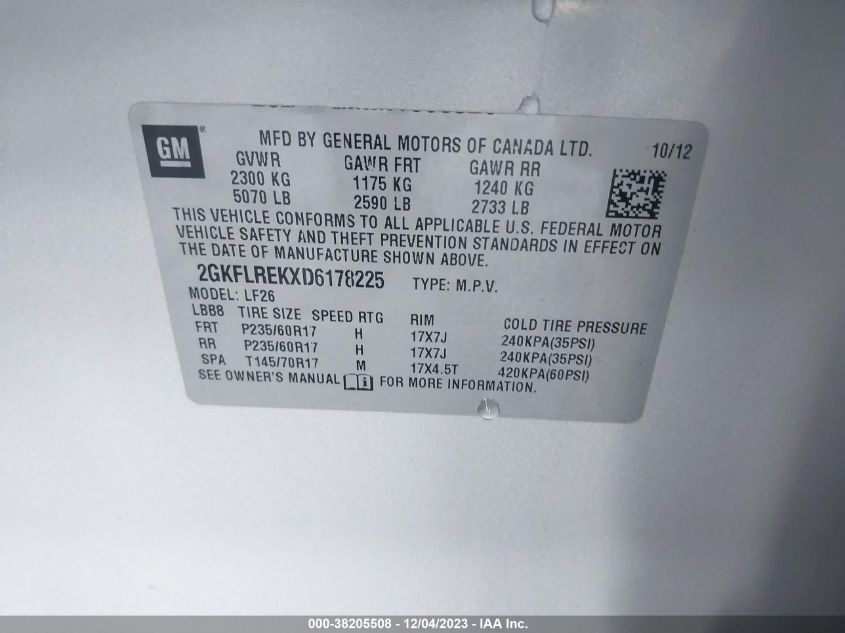 GM ®
MFD BY GENERAL MOTORS OF CANADA LTD. 10/12
GVWR GAWR FRT GAWR RR
2300 KG 1175 KG 1240 KG
5070 LB 2590 LB 2733 LB
THIS VEHICLE CONFORMS TO ALL APPLICABLE U.S. FEDERAL MOTOR
VEHICLE SAFETY AND THEFT PREVENTION STANDARDS IN EFFECT ON
THE DATE OF MANUFACTURE SHOWN ABOVE.
2GKFLREKXD6178225 TYPE: M.P.V.
MODEL: LF26
LBB8 TIRE SIZE SPEED RTG RIM COLD TIRE PRESSURE
FRT P235/60R17 H 17X7J 240KPA(35PSI)
RR P235/60R17 H 17X7J 240KPA(35PSI)
SPA T145/70R17 M 17X4.5T 420KPA(60PSI)
SEE OWNER'S MANUAL FOR MORE INFORMATION.
000-38205508 - 12/04/2023 - IAA Inc.